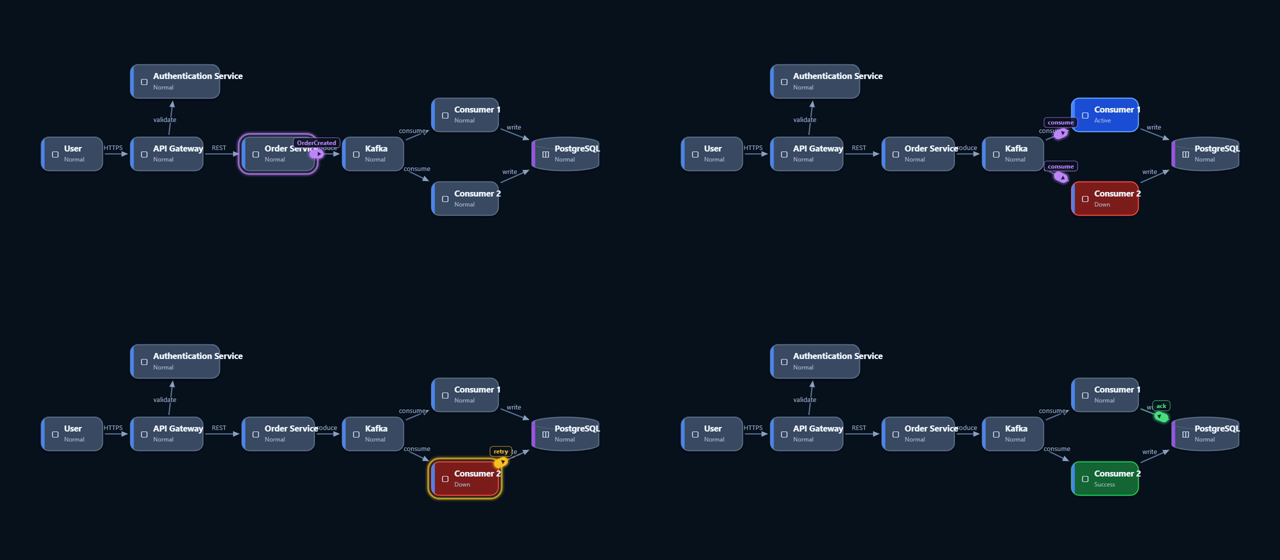 Authentication Service
Normal
validate
User
Normal
HTTPS
API Gateway
Normal
REST
Order Service
Normal
OrderCreated
Kafka
Normal
consume
consume
Consumer 1
Normal
Consumer 2
Normal
write
write
PostgreSQL
Normal
Authentication Service
Normal
validate
User
Normal
HTTPS
API Gateway
Normal
REST
Order Service
Normal
oduce
Kafka
Normal
consume
consume
Consumer 1
Active
Consumer 2
Down
write
write
PostgreSQL
Normal
Authentication Service
Normal
validate
User
Normal
HTTPS
API Gateway
Normal
REST
Order Service
Normal
oduce
Kafka
Normal
consume
consume
Consumer 1
Normal
Consumer 2
Down
retry
write
PostgreSQL
Normal
Authentication Service
Normal
validate
User
Normal
HTTPS
API Gateway
Normal
REST
Order Service
Normal
oduce
Kafka
Normal
consume
consume
Consumer 1
Normal
Consumer 2
Success
ack
write
PostgreSQL
Normal